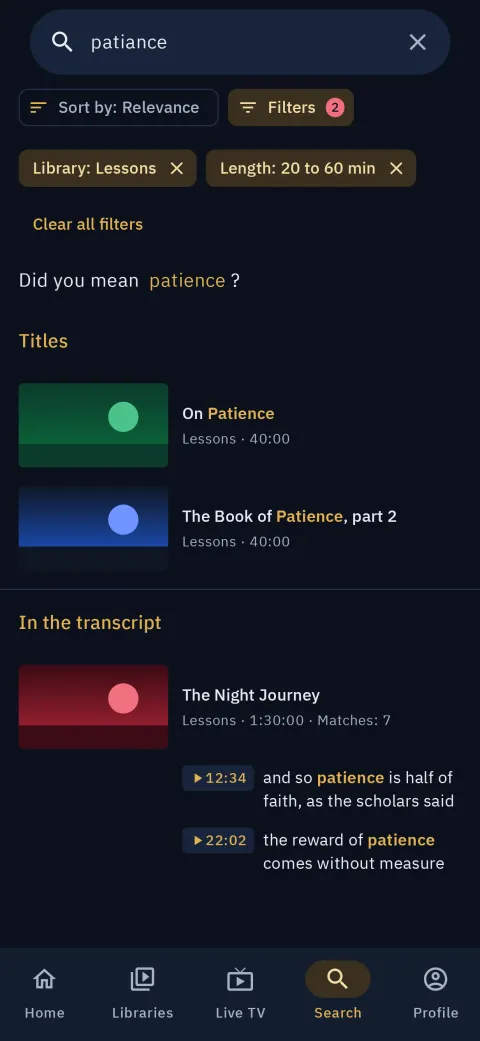 patiance
Sort by: Relevance
Filters 2
Library: Lessons
Length: 20 to 60 min
Clear all filters
Did you mean patience ?
Titles
On Patience
Lessons · 40:00
The Book of Patience, part 2
Lessons · 40:00
In the transcript
The Night Journey
Lessons · 1:30:00 · Matches: 7
12:34 and so patience is half of
faith, as the scholars said
22:02 the reward of patience
comes without measure
Home
Libraries
Live TV
Search
Profile